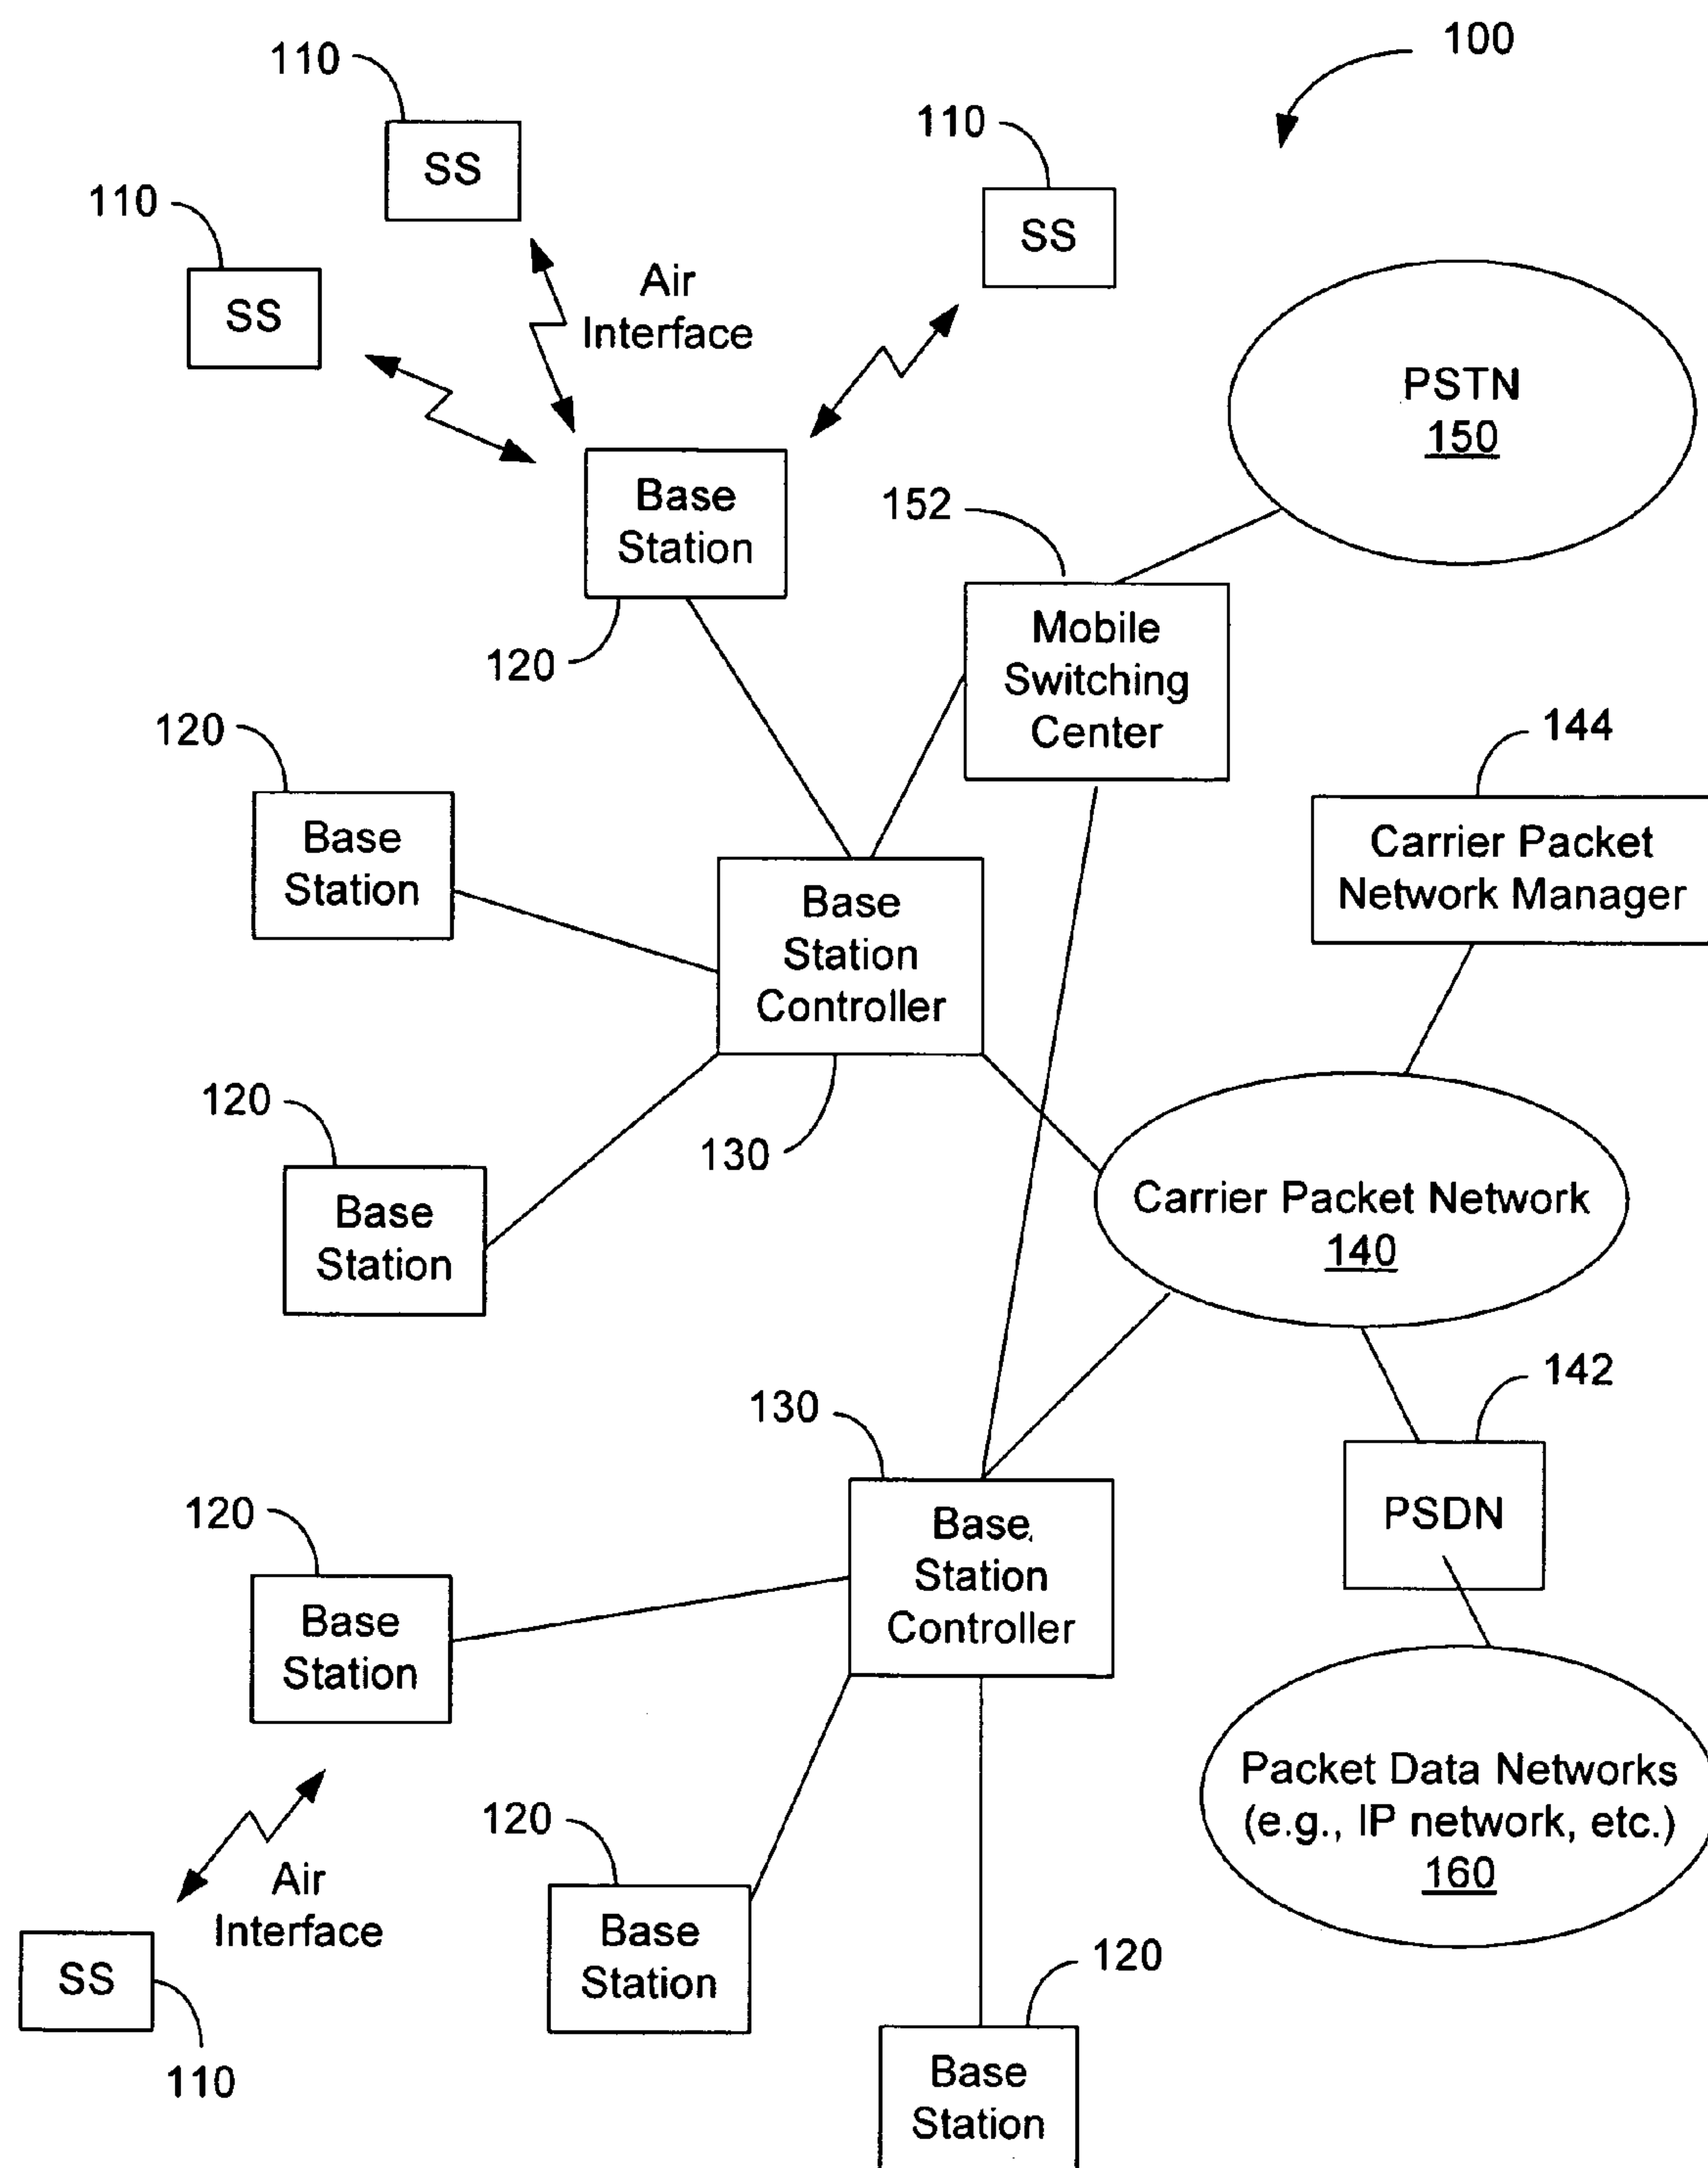 100
110
SS
110
SS
110
SS
Air
Interface
PSTN
150
Base
Station
120
152
Mobile
Switching
Center
120
Base
Station
144
Carrier Packet
Network Manager
Base
Station
Controller
130
120
Base
Station
Carrier Packet Network
140
142
PSDN
130
Base
Station
Controller
120
Base
Station
Packet Data Networks
(e.g., IP network, etc.)
160
Air
Interface
SS
110
120
Base
Station
120
Base
Station